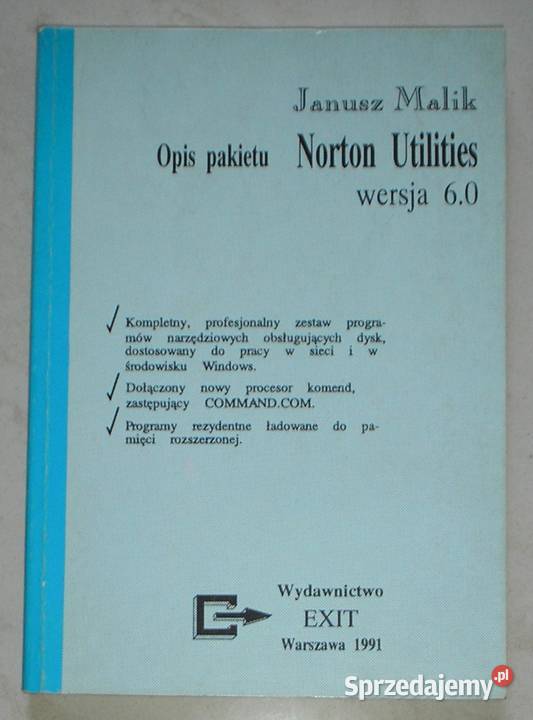 Janusz Malik
Opis pakietu Norton Utilities
wersja 6.0
Kompletny, profesjonalny zestaw progra-
mów narzędziowych obsługujących dysk,
dostosowany do pracy w sieci i w
środowisku Windows.
Dołączony nowy procesor komend,
zastępujący COMMAND.COM.
Programy rezydentne ładowane do pa-
mięci rozszerzonej.
Wydawnictwo
EXIT
Warszawa 1991
Sprzedajemy.pl